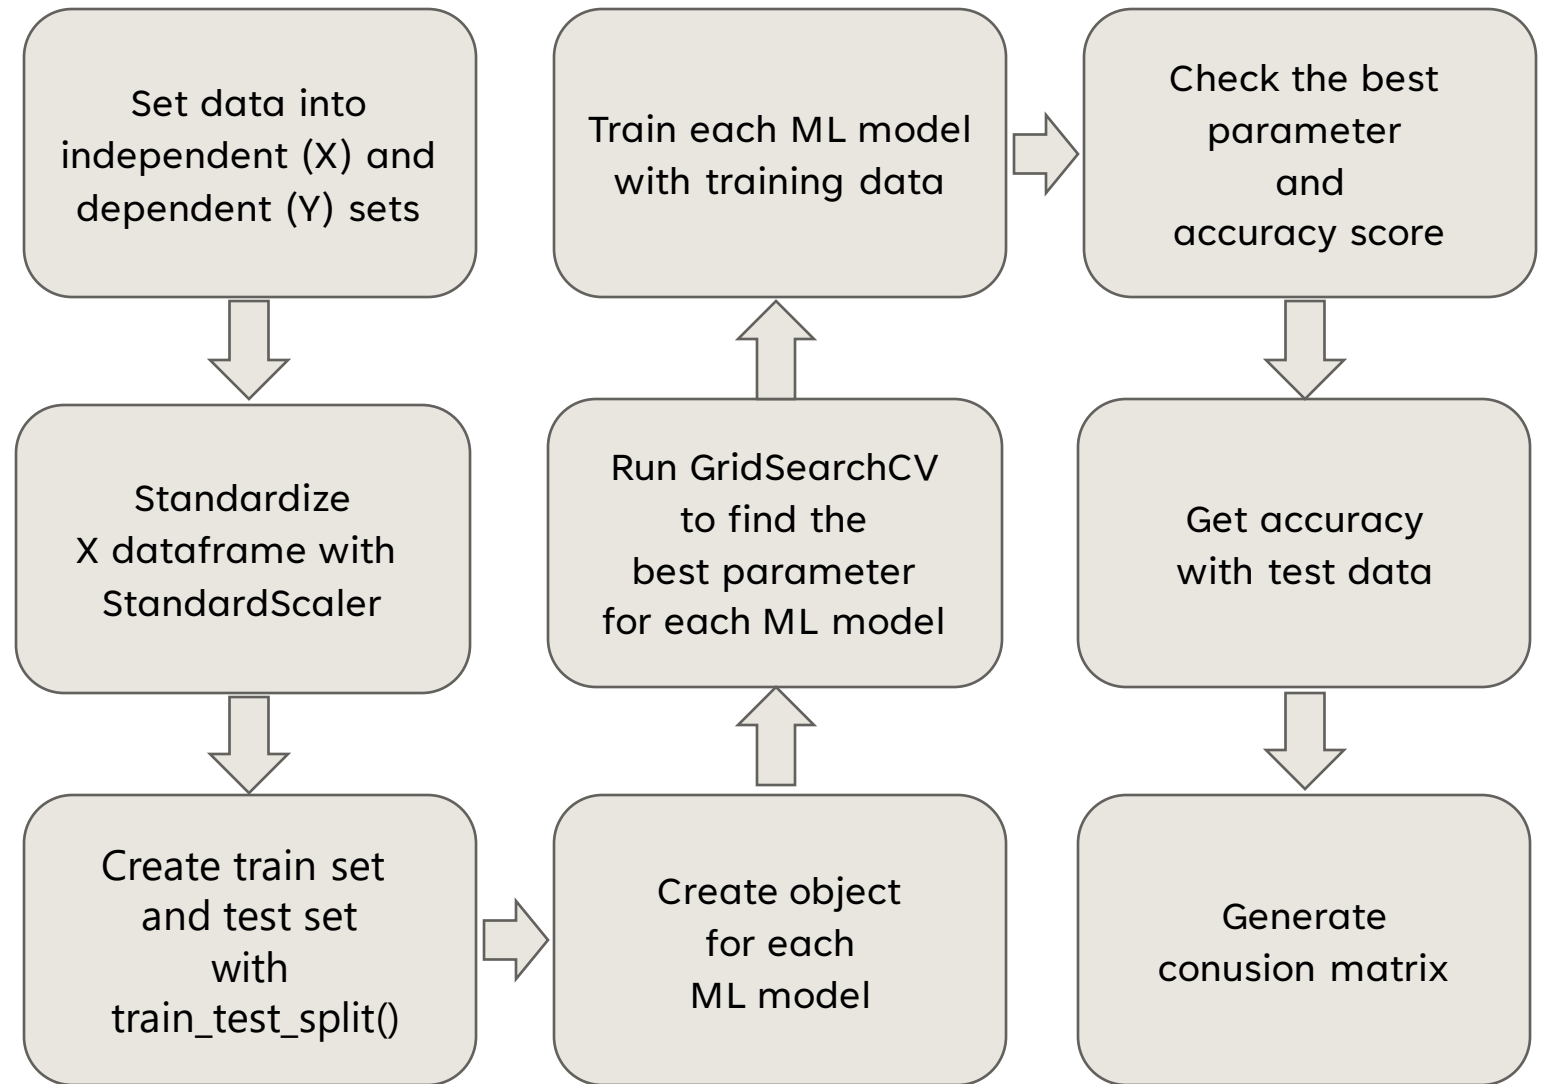 Set data into
independent (X) and
dependent (Y) sets
Standardize
X dataframe with
StandardScaler
Create train set
and test set
with
train_test_split()
Create object
for each
ML model
Run GridSearchCV
to find the
best parameter
for each ML model
Train each ML model
with training data
Check the best
parameter
and
accuracy score
Get accuracy
with test data
Generate
conusion matrix